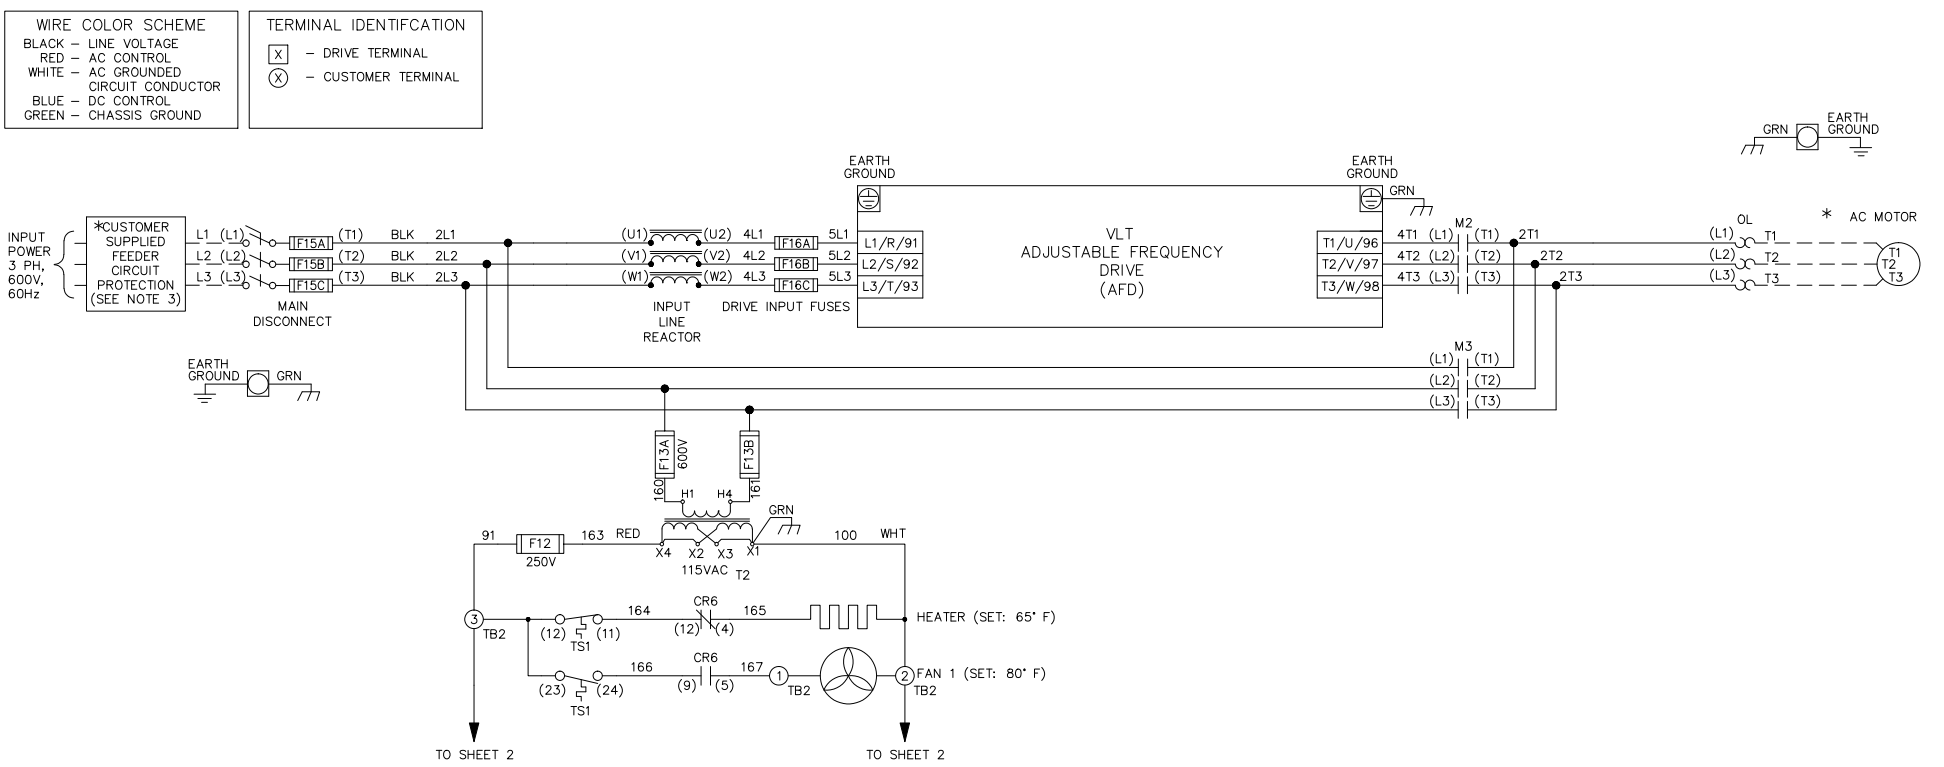 WIRE COLOR SCHEME
BLACK – LINE VOLTAGE
RED – AC CONTROL
WHITE – AC GROUNDED
CIRCUIT CONDUCTOR
BLUE – DC CONTROL
GREEN – CHASSIS GROUND
TERMINAL IDENTIFCATION
X – DRIVE TERMINAL
X – CUSTOMER TERMINAL
GRN
EARTH
GROUND
EARTH
GROUND
EARTH
GROUND
GRN
INPUT
POWER
3 PH,
600V,
60Hz
*CUSTOMER
SUPPLIED
FEEDER
CIRCUIT
PROTECTION
(SEE NOTE 3)
L1 (L1) F15A (T1) BLK 2L1 (U1) (U2) 4L1 F16A 5L1 L1/R/91
L2 (L2) F15B (T2) BLK 2L2 (V1) (V2) 4L2 F16B 5L2 L2/S/92
L3 (L3) F15C (T3) BLK 2L3 (W1) (W2) 4L3 F16C 5L3 L3/T/93
MAIN
DISCONNECT
INPUT
LINE
REACTOR
DRIVE INPUT FUSES
VLT
ADJUSTABLE FREQUENCY
DRIVE
(AFD)
M2
T1/U/96 4T1 (L1) (T1) 2T1
T2/V/97 4T2 (L2) (T2) 2T2
T3/W/98 4T3 (L3) (T3) 2T3
OL
(L1) T1
(L2) T2
(L3) T3
* AC MOTOR
T1
T2
T3
M3
(L1) (T1)
(L2) (T2)
(L3) (T3)
EARTH
GROUND
GRN
F13A
600V
F13B
160
161
H1 H4
GRN
91 F12 163 RED
250V
X4 X2 X3 X1
100 WHT
115VAC T2
3
TB2
164 CR6 165
(12) (11) (12) (4)
TS1
HEATER (SET: 65° F)
166 CR6 167 1
(23) (24) (9) (5) TB2
TS1
2 FAN 1 (SET: 80° F)
TB2
TO SHEET 2
TO SHEET 2